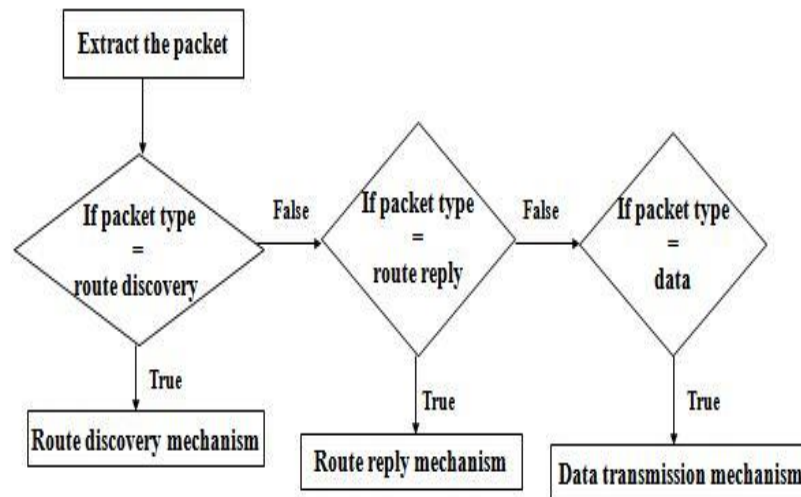 Extract the packet
If packet type
=
route discovery
False
If packet type
=
route reply
False
If packet type
=
data
True
Route discovery mechanism
True
Route reply mechanism
True
Data transmission mechanism